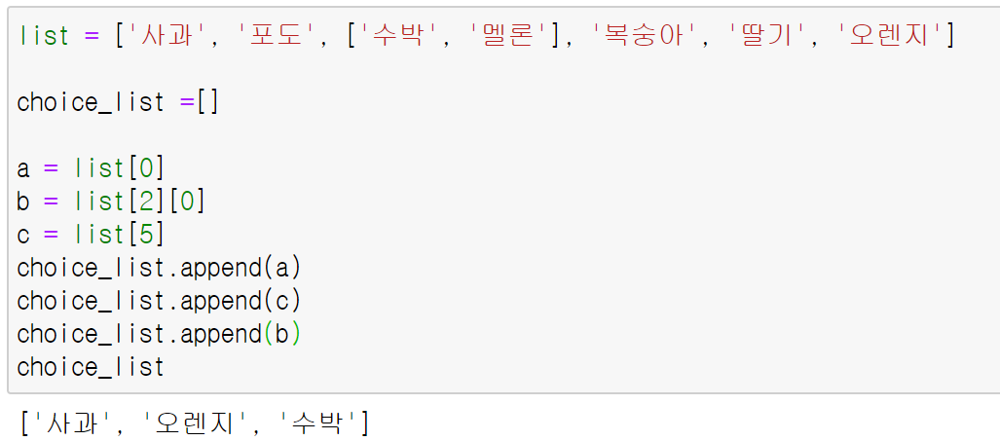 list = ['사과', '포도', ['수박', '멜론'], '복숭아', '딸기', '오렌지']
choice_list =[]
a = list[0]
b = list[2][0]
c = list[5]
choice_list.append(a)
choice_list.append(c)
choice_list.append(b)
choice_list
['사과', '오렌지', '수박']